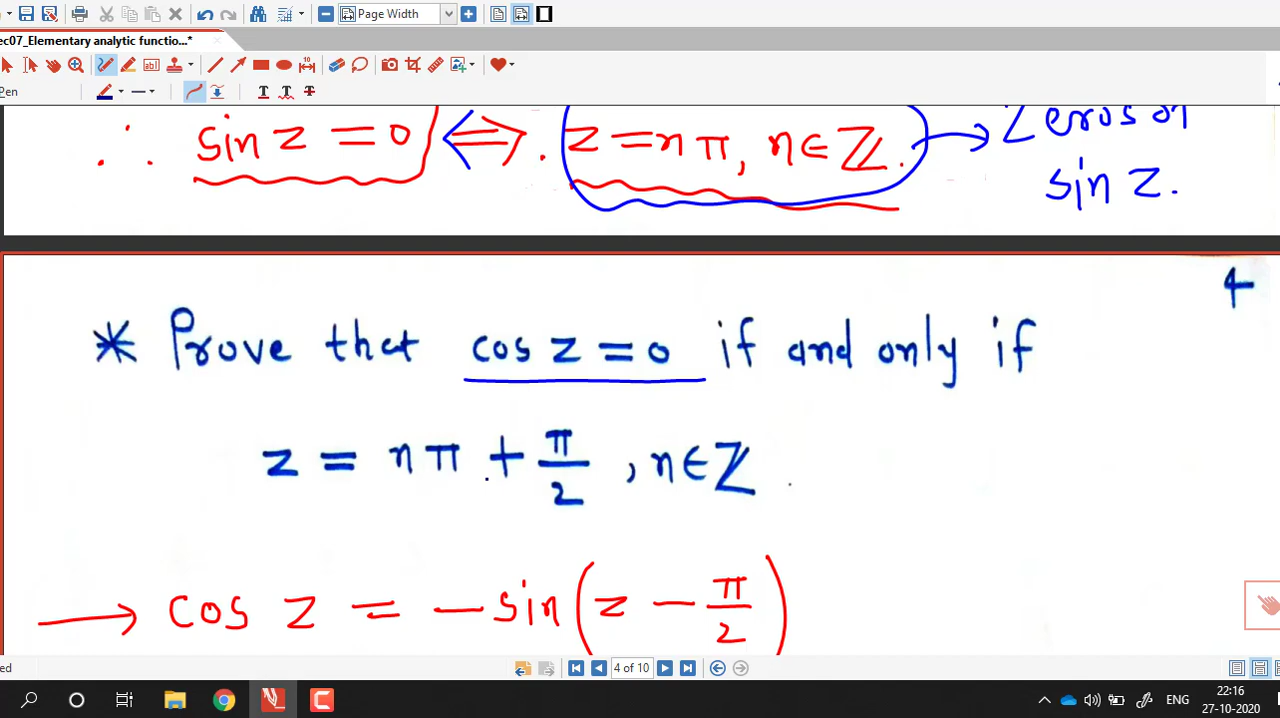 Page Width
ec07_Elementary analytic functio...*
Pen
∴ sin z = 0 ⟺ . z = nπ, n∈ℤ. → Zeros of
sin z.
4
* Prove that cos z = 0 if and only if
z = nπ + π/2 , n∈ℤ
→ cos z = -sin(z - π/2)
ed
4 of 10
ENG
22:16
27-10-2020